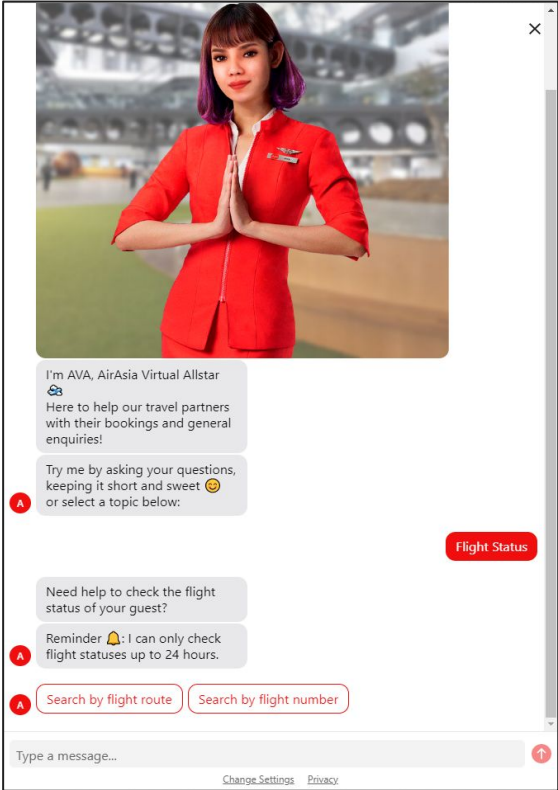 I'm AVA, AirAsia Virtual Allstar
Here to help our travel partners
with their bookings and general
enquiries!
Try me by asking your questions,
keeping it short and sweet 😊
or select a topic below:
A
Flight Status
Need help to check the flight
status of your guest?
Reminder 🔔: I can only check
flight statuses up to 24 hours.
A
A
Search by flight route
Search by flight number
Type a message...
Change Settings
Privacy